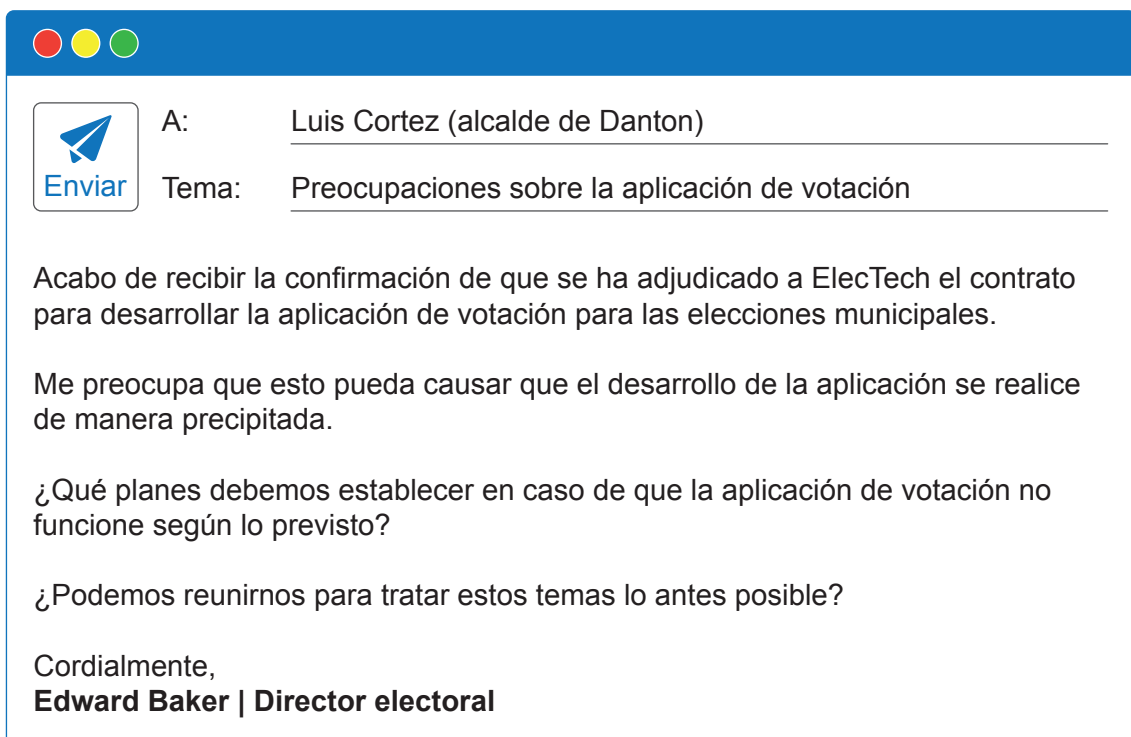 Enviar
A: Luis Cortez (alcalde de Danton)
Tema: Preocupaciones sobre la aplicación de votación
Acabo de recibir la confirmación de que se ha adjudicado a ElecTech el contrato
para desarrollar la aplicación de votación para las elecciones municipales.
Me preocupa que esto pueda causar que el desarrollo de la aplicación se realice
de manera precipitada.
¿Qué planes debemos establecer en caso de que la aplicación de votación no
funcione según lo previsto?
¿Podemos reunirnos para tratar estos temas lo antes posible?
Cordialmente,
Edward Baker | Director electoral